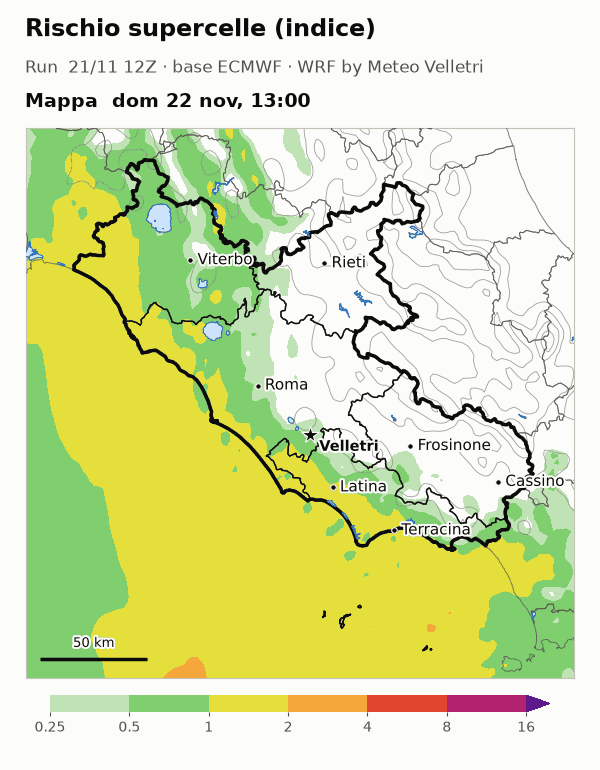 Rischio supercelle (indice)
Run 21/11 12Z · base ECMWF · WRF by Meteo Velletri
Mappa dom 22 nov, 13:00
Viterbo
Rieti
Roma
Velletri
Frosinone
Latina
Cassino
Terracina
50 km
0.25 0.5 1 2 4 8 16